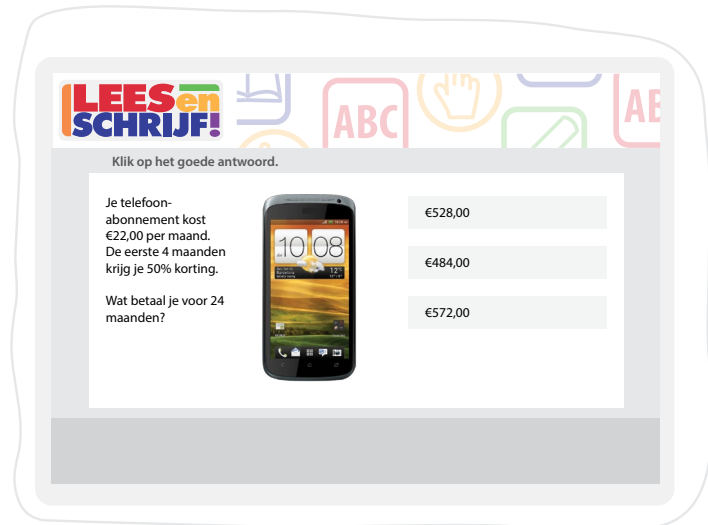 LEES en
SCHRIJF!
ABC
AB
Klik op het goede antwoord.
Je telefoon-
abonnement kost
€22,00 per maand.
De eerste 4 maanden
krijg je 50% korting.
Wat betaal je voor 24
maanden?
10 08
12°
€528,00
€484,00
€572,00